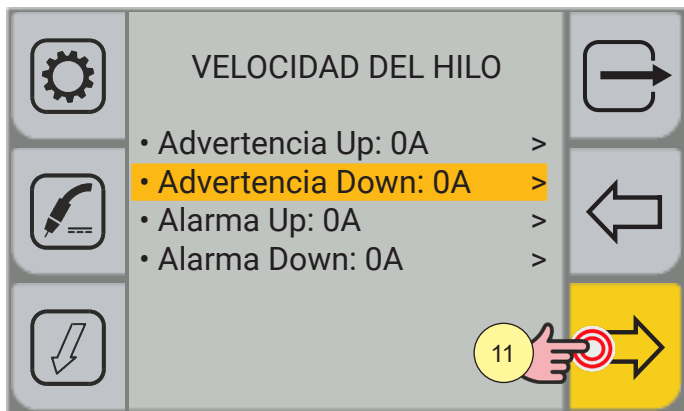 VELOCIDAD DEL HILO
• Advertencia Up: 0A >
• Advertencia Down: 0A >
• Alarma Up: 0A >
• Alarma Down: 0A >
11